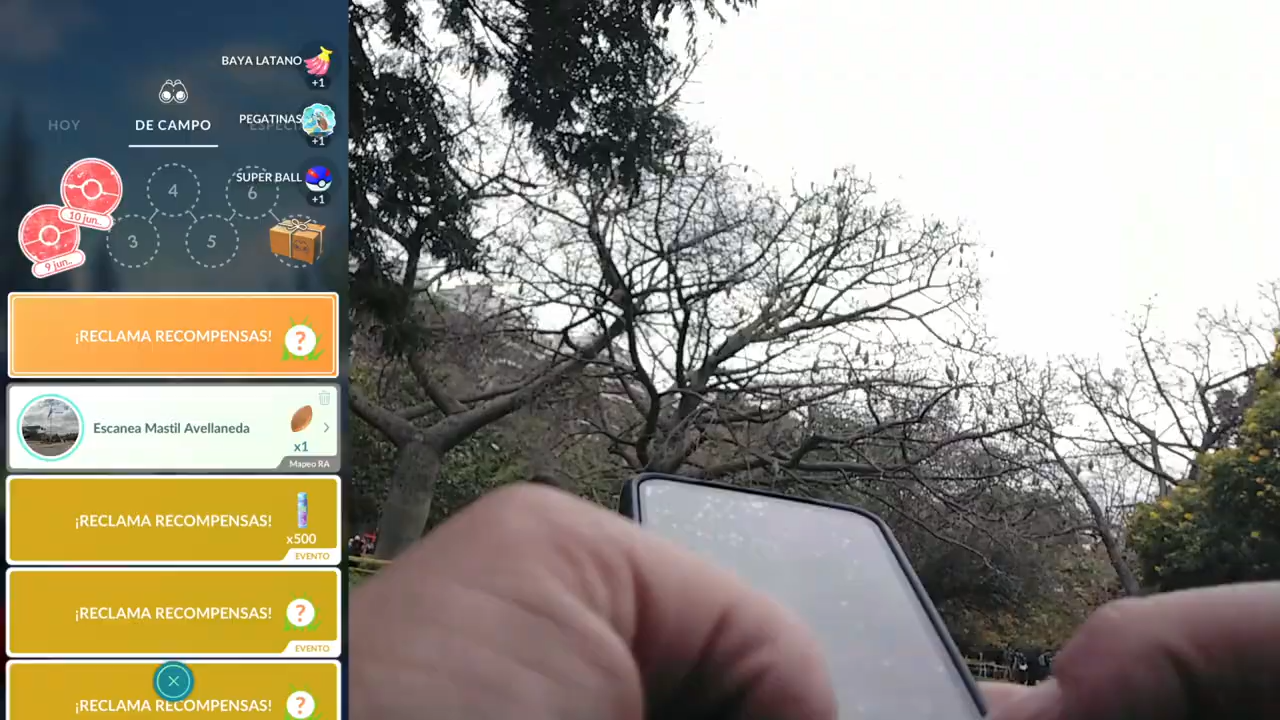 BAYA LATANO
+1
HOY
DE CAMPO
PEGATINAS
+1
SUPER BALL
+1
4
6
10 jun..
3
5
9 jun..
¡RECLAMA RECOMPENSAS!
?
Escanea Mastil Avellaneda
x1
Mapeo RA
¡RECLAMA RECOMPENSAS!
x500
EVENTO
¡RECLAMA RECOMPENSAS!
?
EVENTO
¡RECLAMA RECOMPENSAS!
?